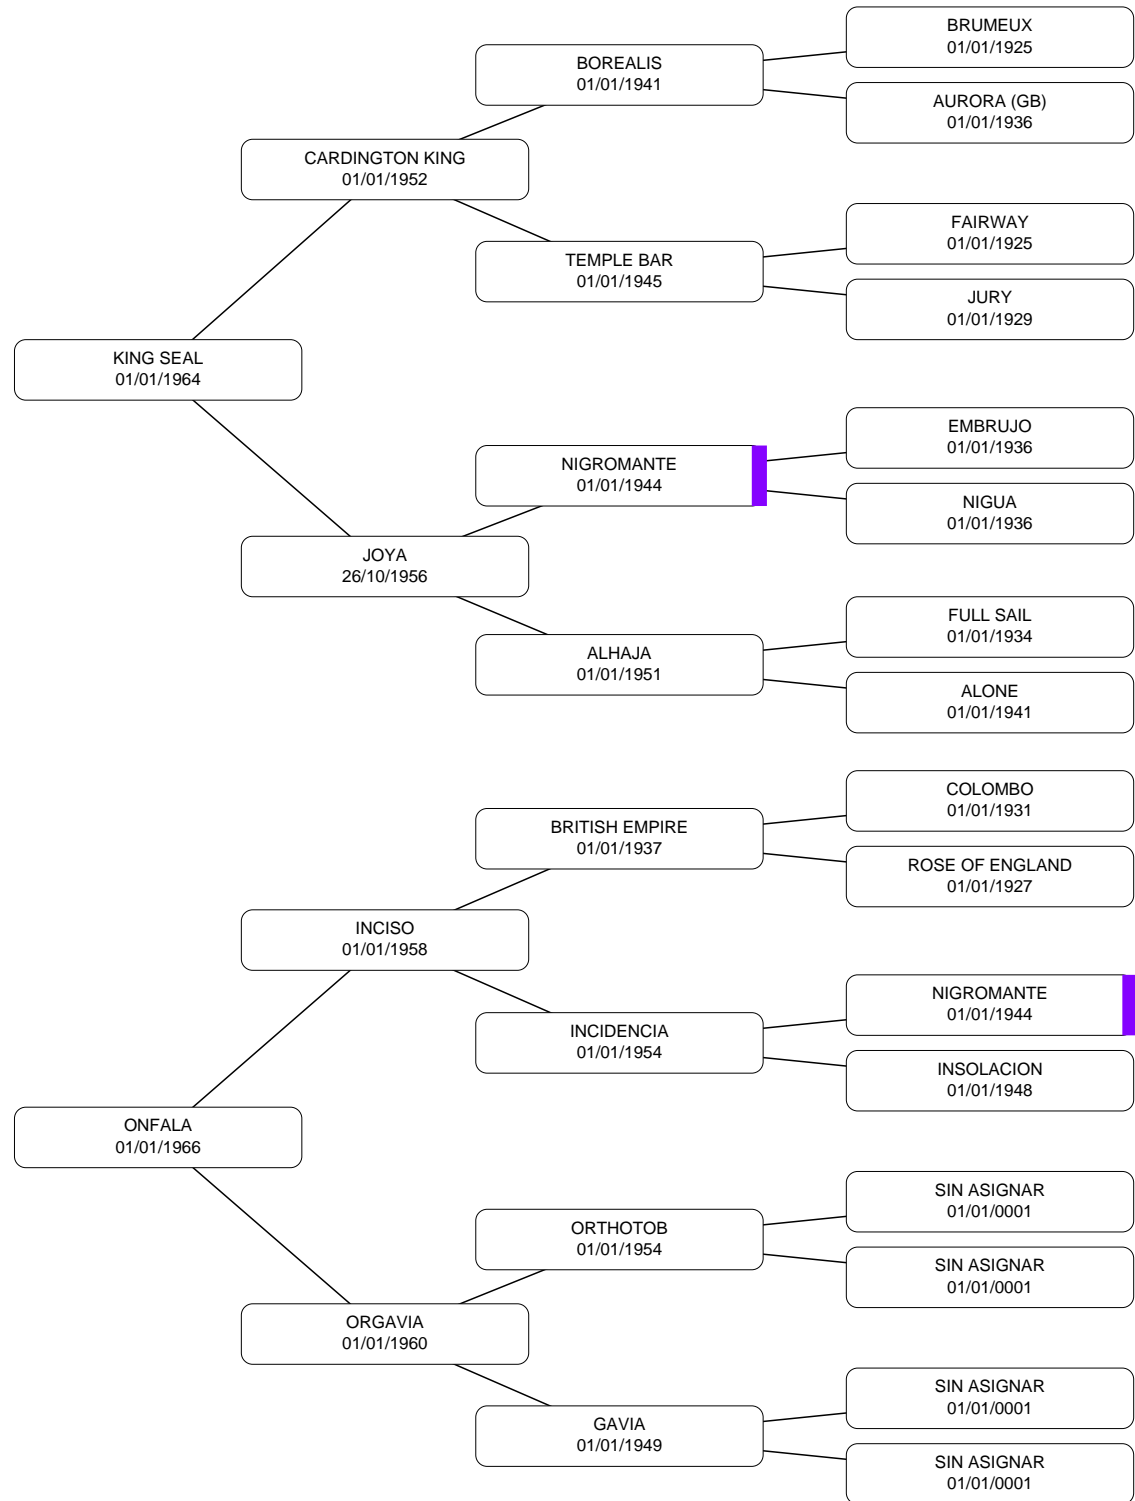 BRUMEUX
01/01/1925
BOREALIS
01/01/1941
AURORA (GB)
01/01/1936
CARDINGTON KING
01/01/1952
FAIRWAY
01/01/1925
TEMPLE BAR
01/01/1945
JURY
01/01/1929
KING SEAL
01/01/1964
EMBRUJO
01/01/1936
NIGROMANTE
01/01/1944
NIGUA
01/01/1936
JOYA
26/10/1956
FULL SAIL
01/01/1934
ALHAJA
01/01/1951
ALONE
01/01/1941
COLOMBO
01/01/1931
BRITISH EMPIRE
01/01/1937
ROSE OF ENGLAND
01/01/1927
INCISO
01/01/1958
NIGROMANTE
01/01/1944
INCIDENCIA
01/01/1954
INSOLACION
01/01/1948
ONFALA
01/01/1966
SIN ASIGNAR
01/01/0001
ORTHOTOB
01/01/1954
SIN ASIGNAR
01/01/0001
ORGAVIA
01/01/1960
SIN ASIGNAR
01/01/0001
GAVIA
01/01/1949
SIN ASIGNAR
01/01/0001